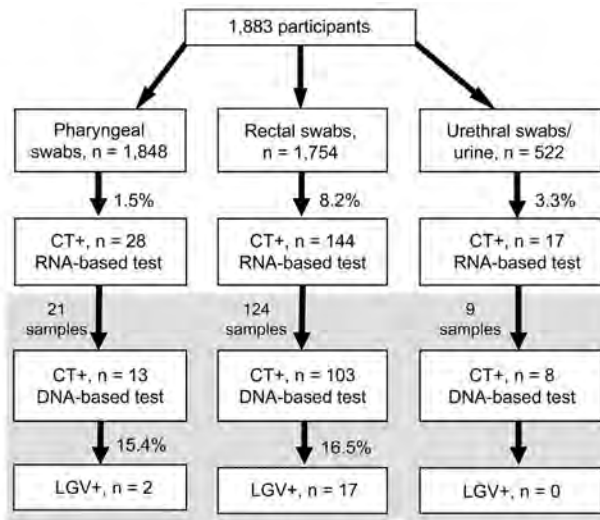 1,883 participants
Pharyngeal
swabs, n = 1,848
Rectal swabs,
n = 1,754
Urethral swabs/
urine, n = 522
1.5%
8.2%
3.3%
CT+, n = 28
RNA-based test
CT+, n = 144
RNA-based test
CT+, n = 17
RNA-based test
21
samples
124
samples
9
samples
CT+, n = 13
DNA-based test
CT+, n = 103
DNA-based test
CT+, n = 8
DNA-based test
15.4%
16.5%
LGV+, n = 2
LGV+, n = 17
LGV+, n = 0